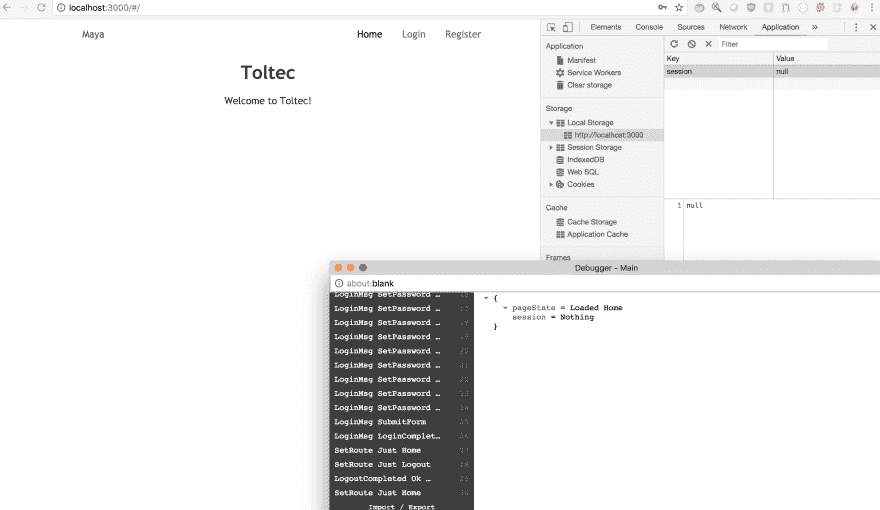 localhost:3000/#/
Maya
Home Login Register
Toltec
Welcome to Toltec!
Elements Console Sources Network Application »
Application
Manifest
Service Workers
Clear storage
Storage
Local Storage
http://localhost:3000
Session Storage
IndexedDB
Web SQL
Cookies
Cache
Cache Storage
Application Cache
Frames
Filter
Key Value
session null
1 null
Debugger - Main
about:blank
LoginMsg SetPassword …
LoginMsg SetPassword …
LoginMsg SetPassword …
LoginMsg SetPassword …
LoginMsg SetPassword …
LoginMsg SetPassword …
LoginMsg SetPassword …
LoginMsg SetPassword …
LoginMsg SetPassword …
LoginMsg SubmitForm
LoginMsg LoginComplet…
SetRoute Just Home
SetRoute Just Logout
LogoutCompleted Ok …
SetRoute Just Home
Import / Export
{
pageState = Loaded Home
session = Nothing
}